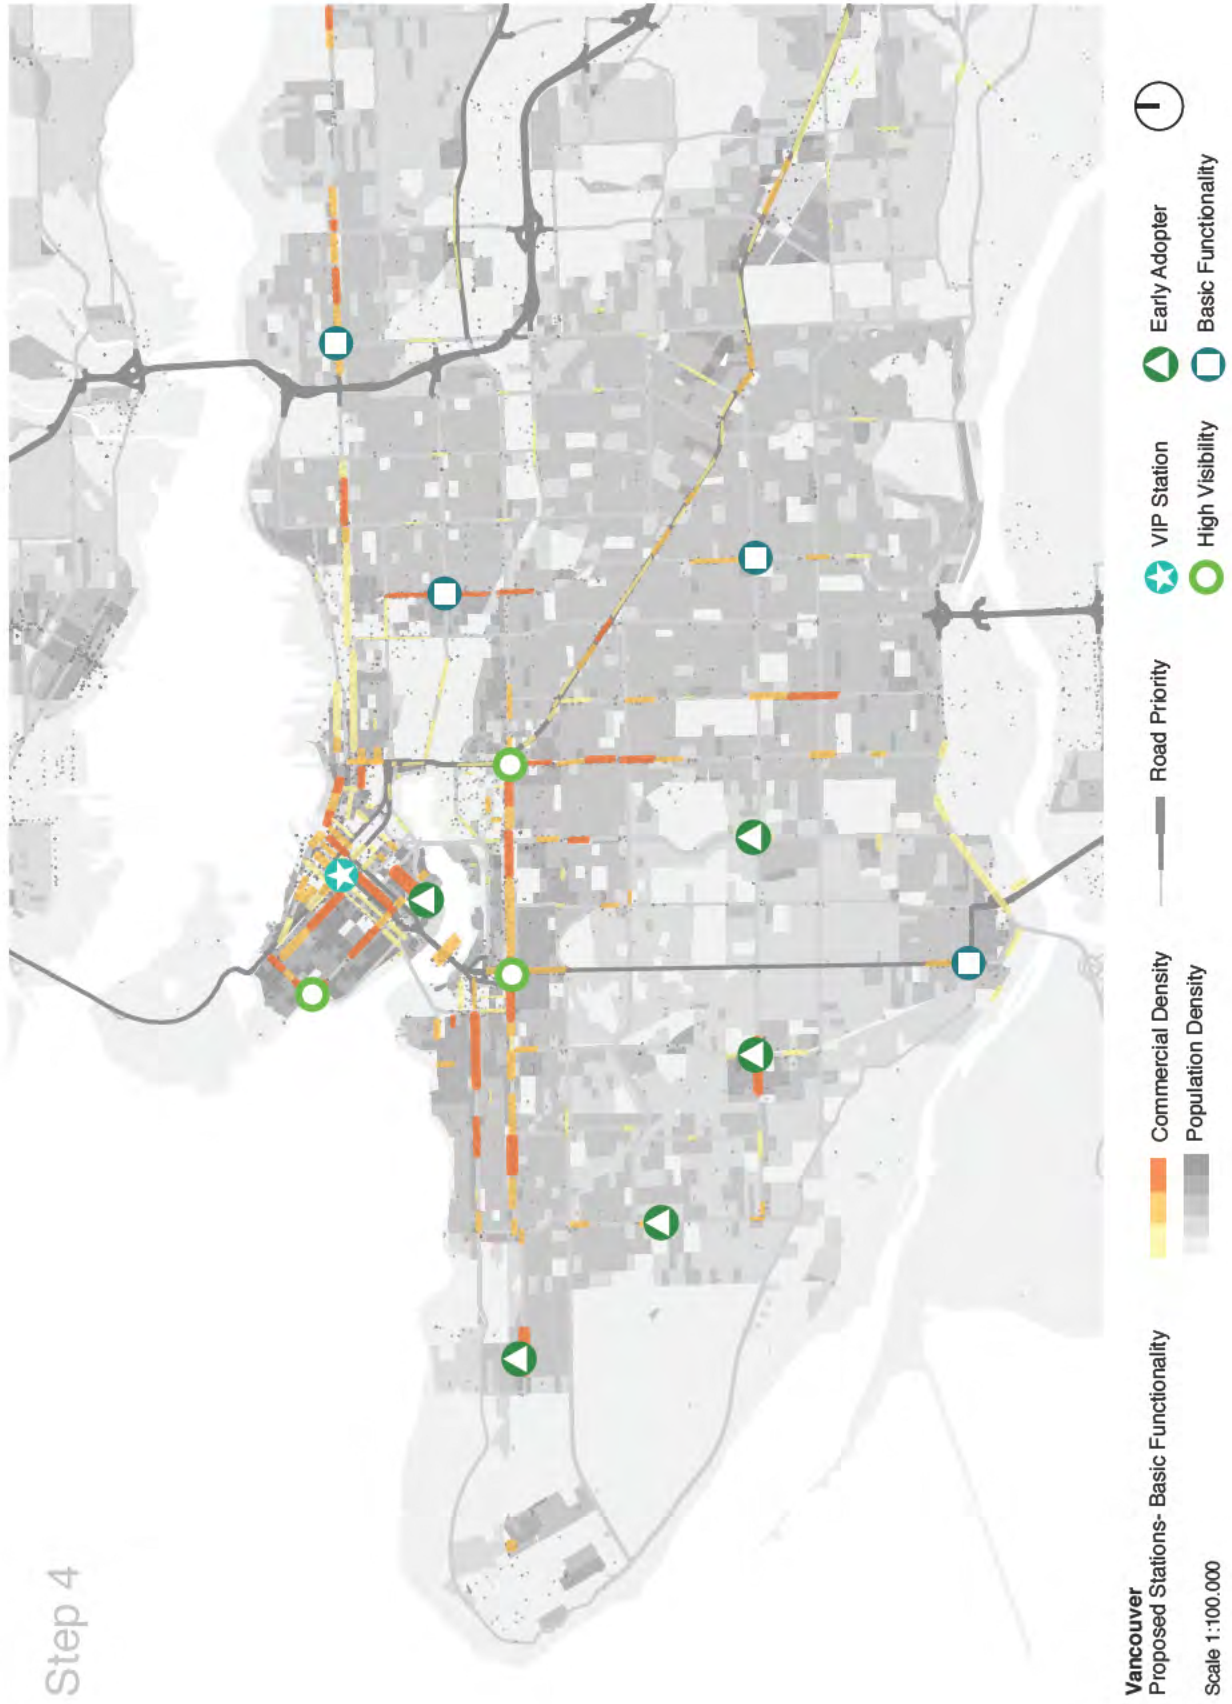 Step 4
Vancouver
Proposed Stations- Basic Functionality
Scale 1:100.000
Commercial Density
Population Density
Road Priority
VIP Station
High Visibility
Early Adopter
Basic Functionality